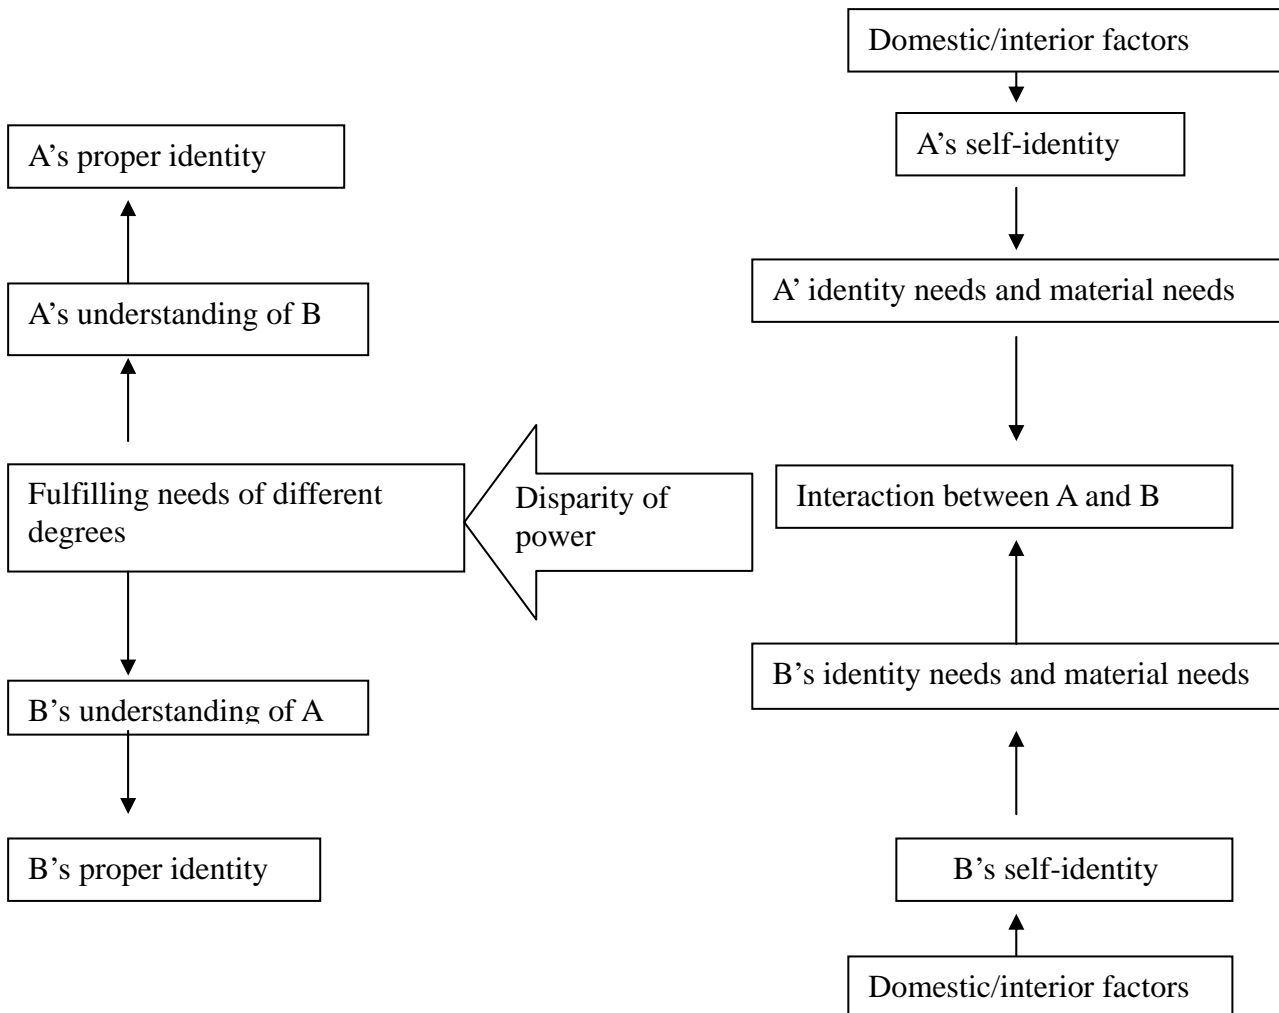 Domestic/interior factors
A’s self-identity
A’s proper identity
A’ identity needs and material needs
A’s understanding of B
Interaction between A and B
Fulfilling needs of different
degrees
Disparity of
power
B’s identity needs and material needs
B’s understanding of A
B’s self-identity
B’s proper identity
Domestic/interior factors